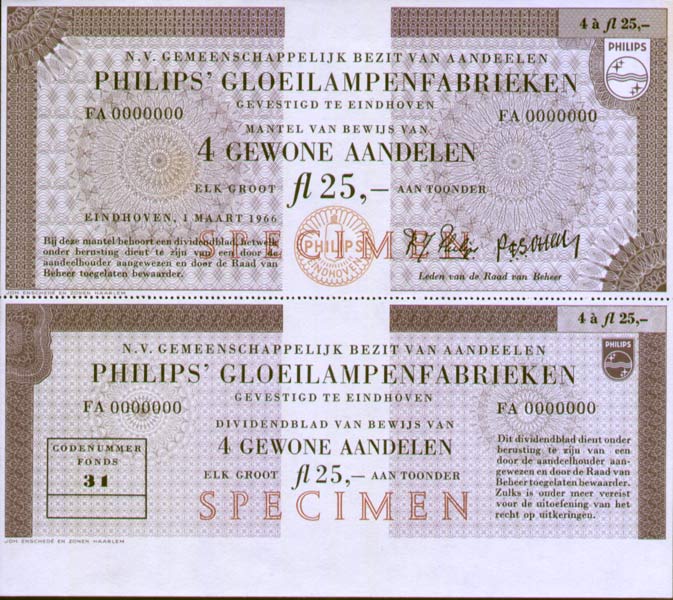 4 à fl 25,–
N.V. GEMEENSCHAPPELIJK BEZIT VAN AANDEELEN
PHILIPS
PHILIPS' GLOEILAMPENFABRIEKEN
GEVESTIGD TE EINDHOVEN
FA 0000000
FA 0000000
MANTEL VAN BEWIJS VAN
4 GEWONE AANDELEN
ELK GROOT fl 25,– AAN TOONDER
EINDHOVEN, 1 MAART 1966
SPECIMEN
PHILIPS
EINDHOVEN
Bij deze mantel behoort een dividendblad, hetwelk
onder berusting dient te zijn van een door de
aandeelhouder aangewezen en door de Raad van
Beheer toegelaten bewaarder.
Leden van de Raad van Beheer
JOH. ENSCHEDÉ EN ZONEN HAARLEM
4 à fl 25,–
N.V. GEMEENSCHAPPELIJK BEZIT VAN AANDEELEN
PHILIPS
PHILIPS' GLOEILAMPENFABRIEKEN
GEVESTIGD TE EINDHOVEN
FA 0000000
FA 0000000
DIVIDENDBLAD VAN BEWIJS VAN
4 GEWONE AANDELEN
ELK GROOT fl 25,– AAN TOONDER
CODENUMMER
FONDS
31
Dit dividendblad dient onder
berusting te zijn van een
door de aandeelhouder aan-
gewezen en door de Raad van
Beheer toegelaten bewaarder.
Zulks is onder meer vereist
voor de uitoefening van het
recht op uitkeringen.
SPECIMEN
JOH. ENSCHEDÉ EN ZONEN HAARLEM